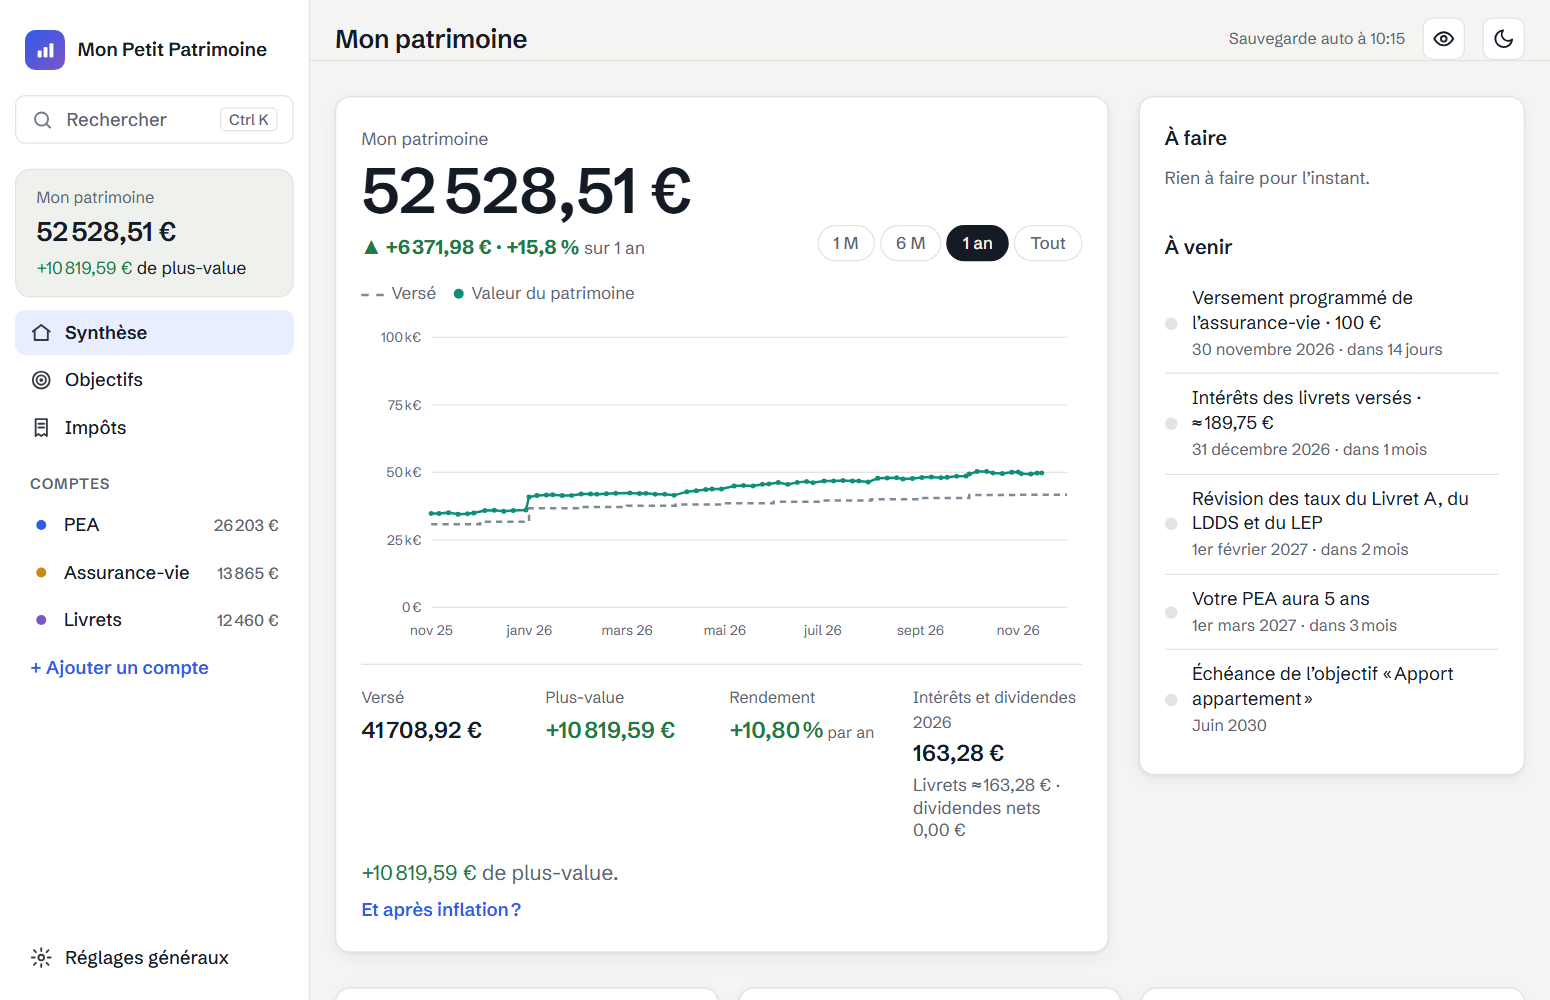 Mon Petit Patrimoine
Rechercher
Ctrl K
Mon patrimoine
52 528,51 €
+10 819,59 € de plus-value
Synthèse
Objectifs
Impôts
COMPTES
PEA 26 203 €
Assurance-vie 13 865 €
Livrets 12 460 €
+ Ajouter un compte
Réglages généraux
Mon patrimoine
Sauvegarde auto à 10:15
Mon patrimoine
52 528,51 €
▲ +6 371,98 € · +15,8 % sur 1 an
1 M
6 M
1 an
Tout
Versé
Valeur du patrimoine
100 k€
75 k€
50 k€
25 k€
0 €
nov 25
janv 26
mars 26
mai 26
juil 26
sept 26
nov 26
Versé
41 708,92 €
Plus-value
+10 819,59 €
Rendement
+10,80 % par an
Intérêts et dividendes
2026
163,28 €
Livrets ≈ 163,28 € ·
dividendes nets
0,00 €
+10 819,59 € de plus-value.
Et après inflation ?
À faire
Rien à faire pour l’instant.
À venir
Versement programmé de
l’assurance-vie · 100 €
30 novembre 2026 · dans 14 jours
Intérêts des livrets versés ·
≈ 189,75 €
31 décembre 2026 · dans 1 mois
Révision des taux du Livret A, du
LDDS et du LEP
1er février 2027 · dans 2 mois
Votre PEA aura 5 ans
1er mars 2027 · dans 3 mois
Échéance de l’objectif « Apport
appartement »
Juin 2030